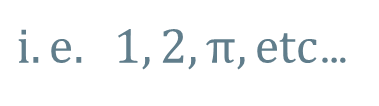 i. e. 1, 2, π, etc...